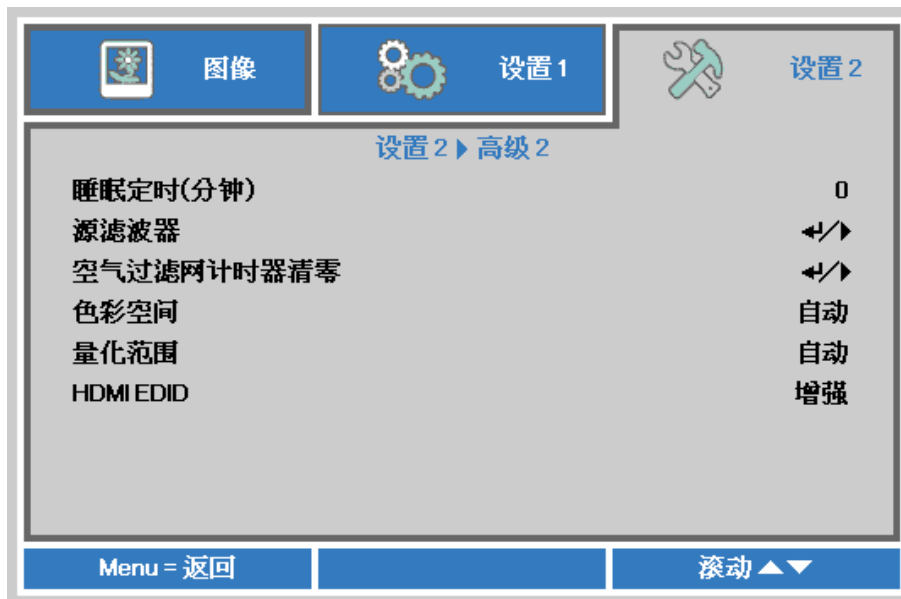 图像 设置1 设置2
设置2▶高级2
睡眠定时(分钟) 0
源滤波器 ↵/▶
空气过滤网计时器清零 ↵/▶
色彩空间 自动
量化范围 自动
HDMI EDID 增强
Menu = 返回 滚动▲▼